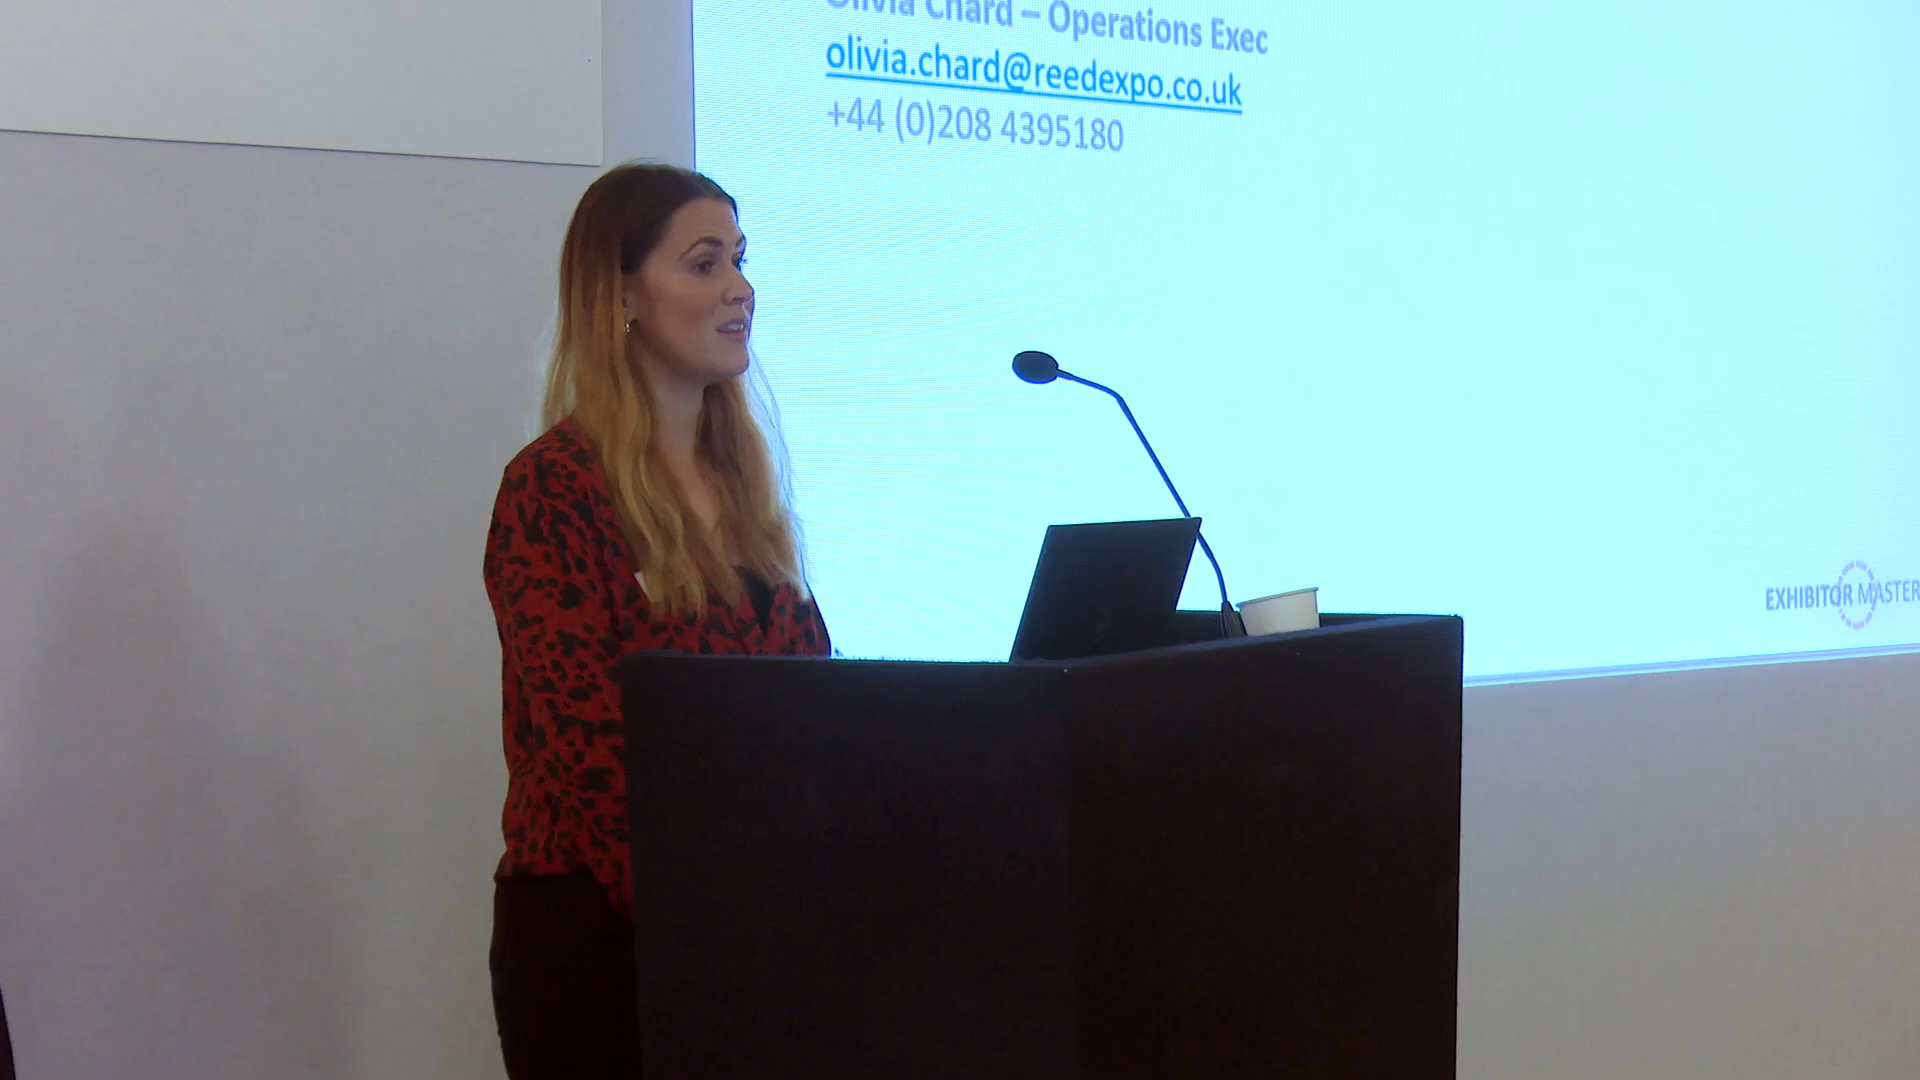 Olivia Chard – Operations Exec
olivia.chard@reedexpo.co.uk
+44 (0)208 4395180
EXHIBITOR MASTER